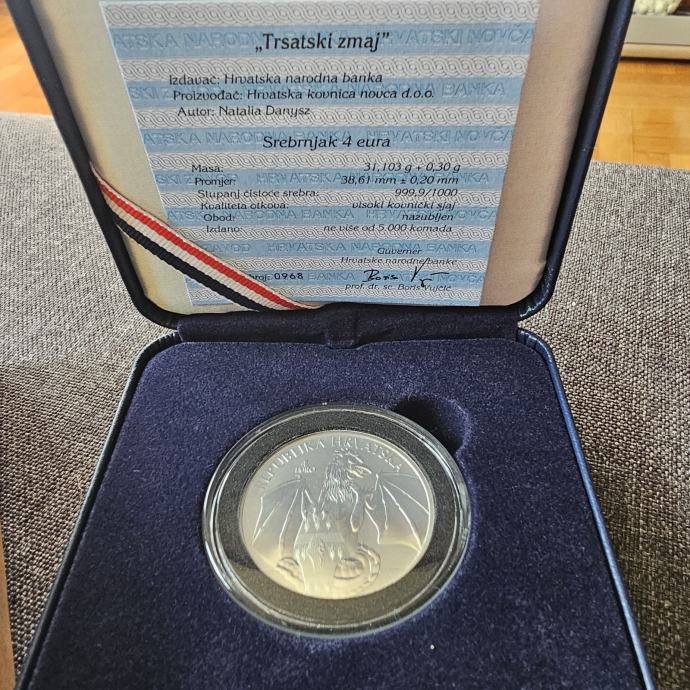 „Trsatski zmaj”
Izdavač: Hrvatska narodna banka
Proizvođač: Hrvatska kovnica novca d.o.o.
Autor: Natalia Danysz
Srebrnjak 4 eura
Masa: 31,103 g + 0,30 g
Promjer: 38,61 mm ± 0,20 mm
Stupanj čistoće srebra: 999,9/1000
Kvaliteta otkova: visoki kovnički sjaj
Obod: nazubljen
Izdano: ne više od 5.000 komada
Guverner
Hrvatske narodne banke
broj: 0968
prof. dr. sc. Boris Vujčić
REPUBLIKA HRVATSKA